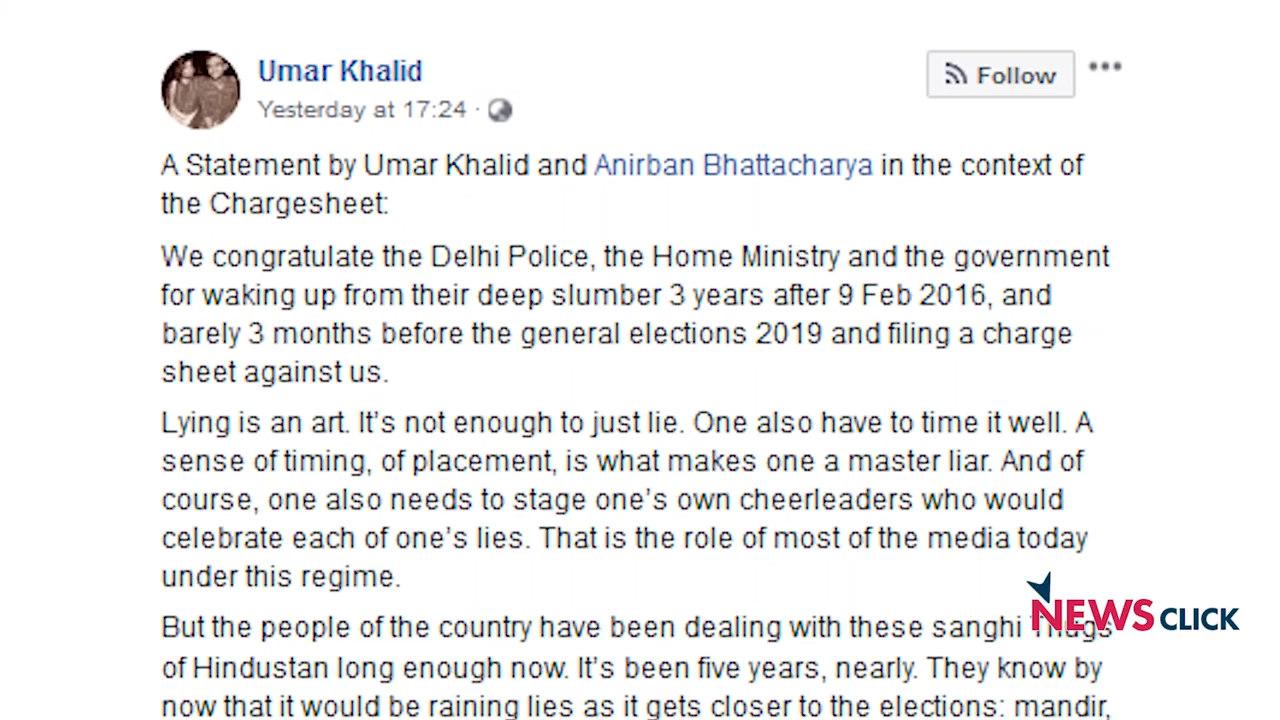 Umar Khalid
Follow
Yesterday at 17:24 ·
A Statement by Umar Khalid and Anirban Bhattacharya in the context of
the Chargesheet:
We congratulate the Delhi Police, the Home Ministry and the government
for waking up from their deep slumber 3 years after 9 Feb 2016, and
barely 3 months before the general elections 2019 and filing a charge
sheet against us.
Lying is an art. It's not enough to just lie. One also have to time it well. A
sense of timing, of placement, is what makes one a master liar. And of
course, one also needs to stage one's own cheerleaders who would
celebrate each of one's lies. That is the role of most of the media today
under this regime.
But the people of the country have been dealing with these sanghi Thugs
of Hindustan long enough now. It's been five years, nearly. They know by
now that it would be raining lies as it gets closer to the elections: mandir,
NEWS CLICK